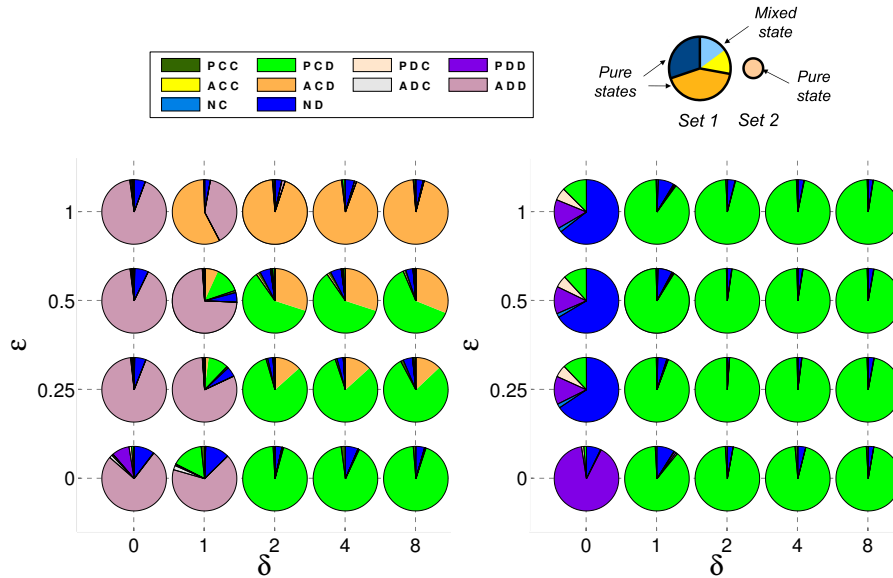 PCC PCD PDC PDD
ACC ACD ADC ADD
NC ND
Mixed
state
Pure
states
Pure
state
Set 1 Set 2
1
0.5
ε
0.25
0
0 1 2 4 8
δ
1
0.5
ε
0.25
0
0 1 2 4 8
δ